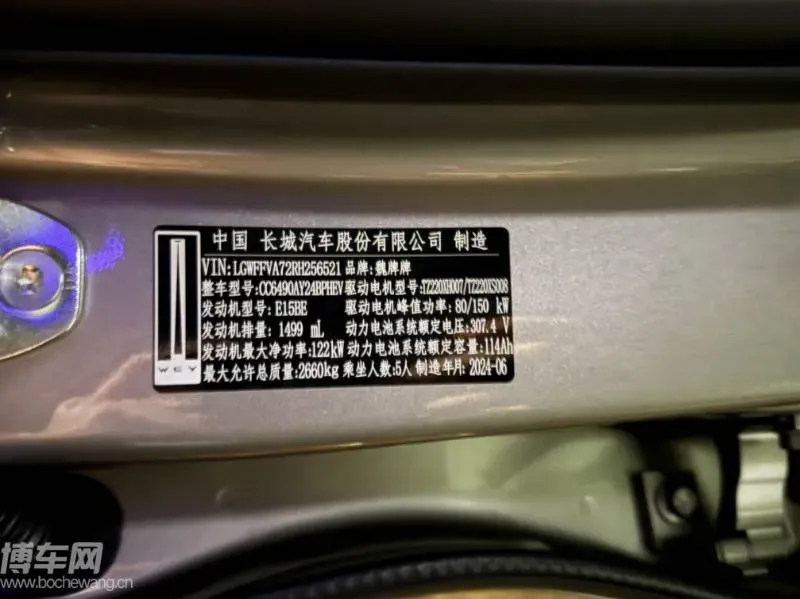 中国 长城汽车股份有限公司 制造
VIN:LGWFFVA72RH256521 品牌:魏牌牌
整车型号:CC6490AY24BPHEV 驱动电机型号:TZ220XH007/TZ220XS008
发动机型号:E15BE 驱动电机峰值功率:80/150 kW
发动机排量:1499 mL 动力电池系统额定电压:307.4 V
发动机最大净功率:122kW 动力电池系统额定容量:114Ah
最大允许总质量:2660kg 乘坐人数:5人 制造年月:2024-06
WEY
博车网
www.bochewang.cn